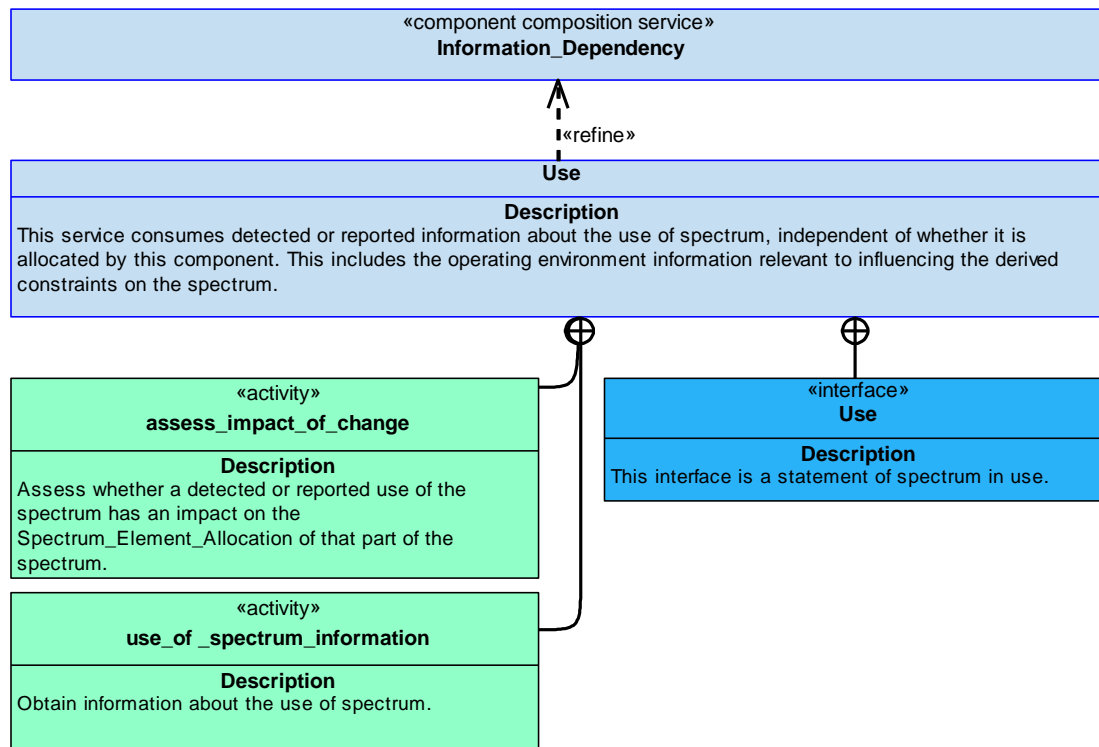 «component composition service»
Information_Dependency
«refine»
Use
Description
This service consumes detected or reported information about the use of spectrum, independent of whether it is
allocated by this component. This includes the operating environment information relevant to influencing the derived
constraints on the spectrum.
«activity»
assess_impact_of_change
Description
Assess whether a detected or reported use of the
spectrum has an impact on the
Spectrum_Element_Allocation of that part of the
spectrum.
«interface»
Use
Description
This interface is a statement of spectrum in use.
«activity»
use_of _spectrum_information
Description
Obtain information about the use of spectrum.